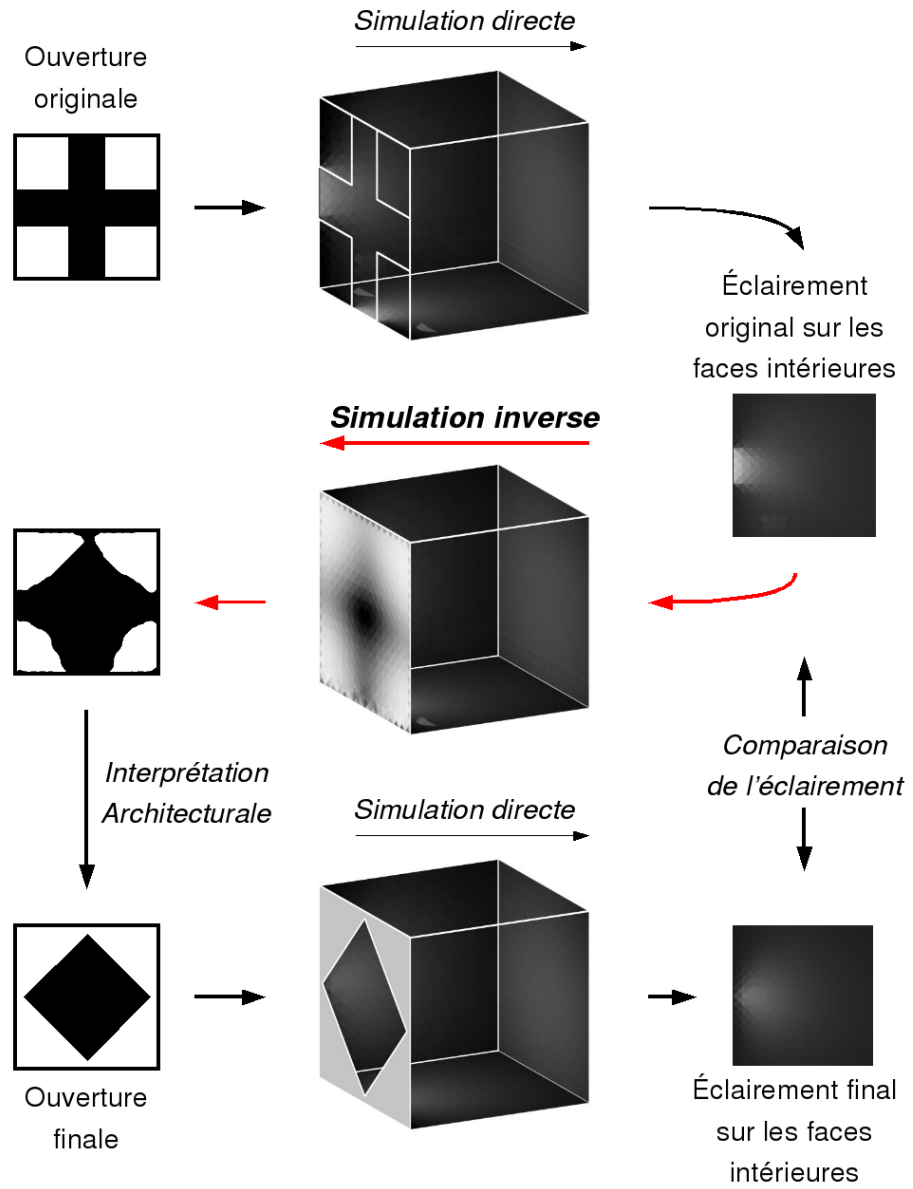 Simulation directe
Ouverture
originale
Éclairement
original sur les
faces intérieures
Simulation inverse
Interprétation
Architecturale
Comparaison
de l'éclairement
Simulation directe
Ouverture
finale
Éclairement final
sur les faces
intérieures